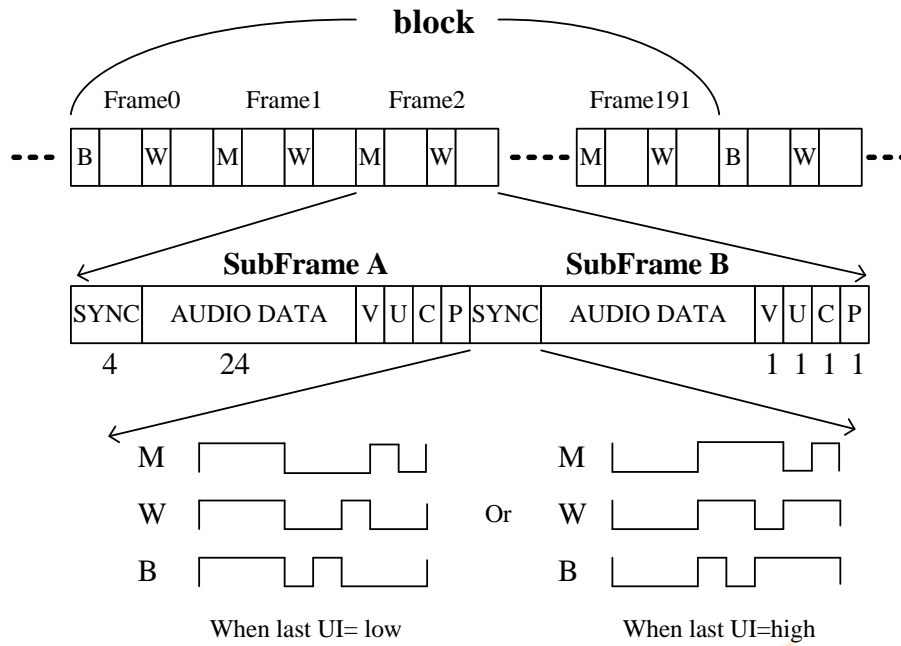 block
Frame0 Frame1 Frame2 Frame191
B W M W M W M W B W
SubFrame A SubFrame B
SYNC AUDIO DATA V U C P SYNC AUDIO DATA V U C P
4 24 1 1 1 1
M M
W Or W
B B
When last UI= low When last UI=high